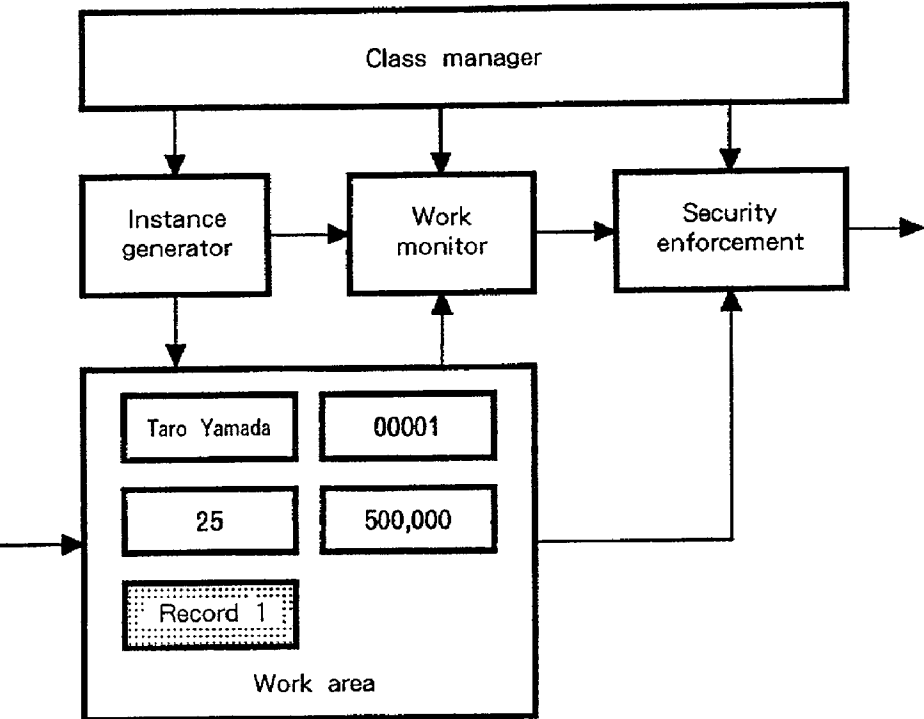 Class manager
Instance
generator
Work
monitor
Security
enforcement
Taro Yamada
00001
25
500,000
Record 1
Work area